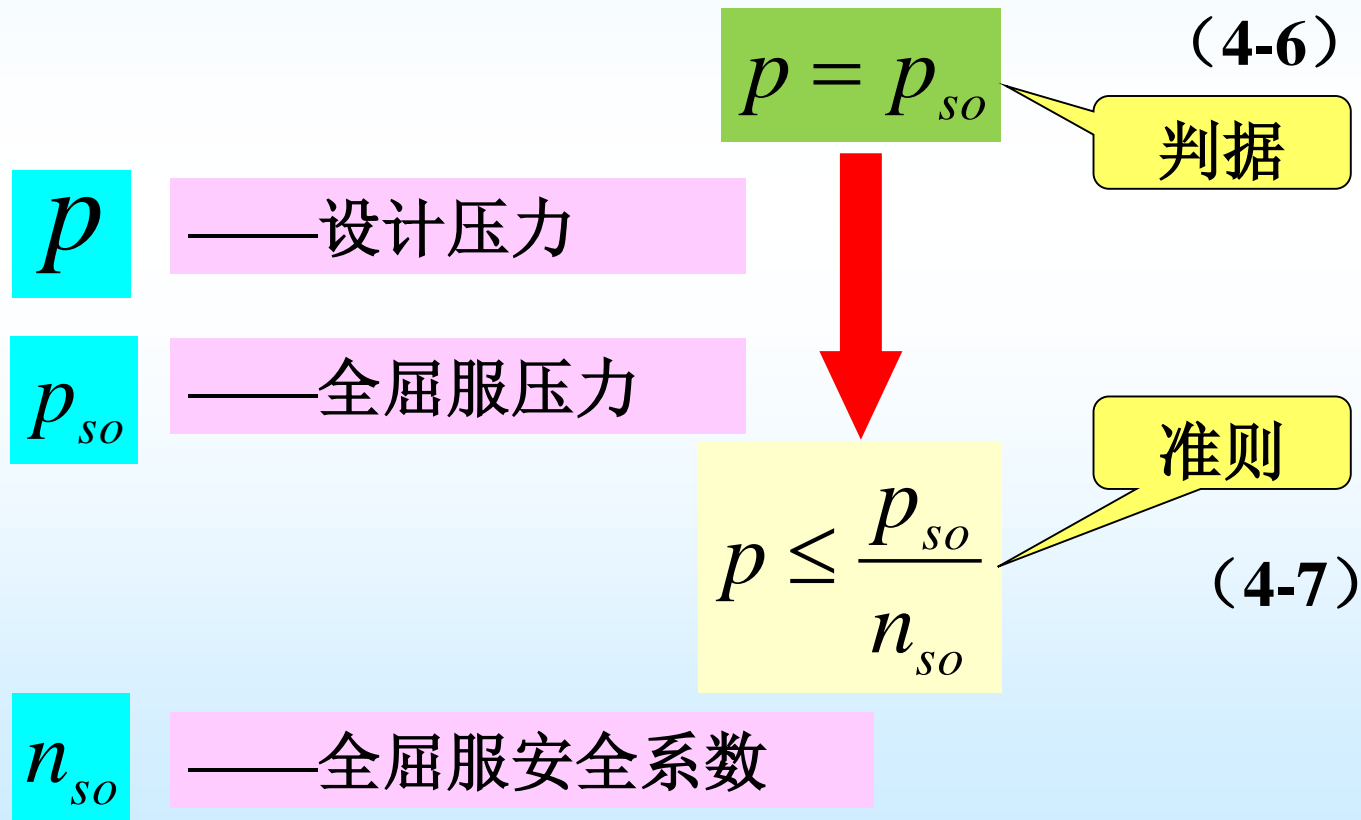 p = p_so
（4-6）
判据
p ——设计压力
p_so ——全屈服压力
准则
p ≤ p_so / n_so
（4-7）
n_so ——全屈服安全系数